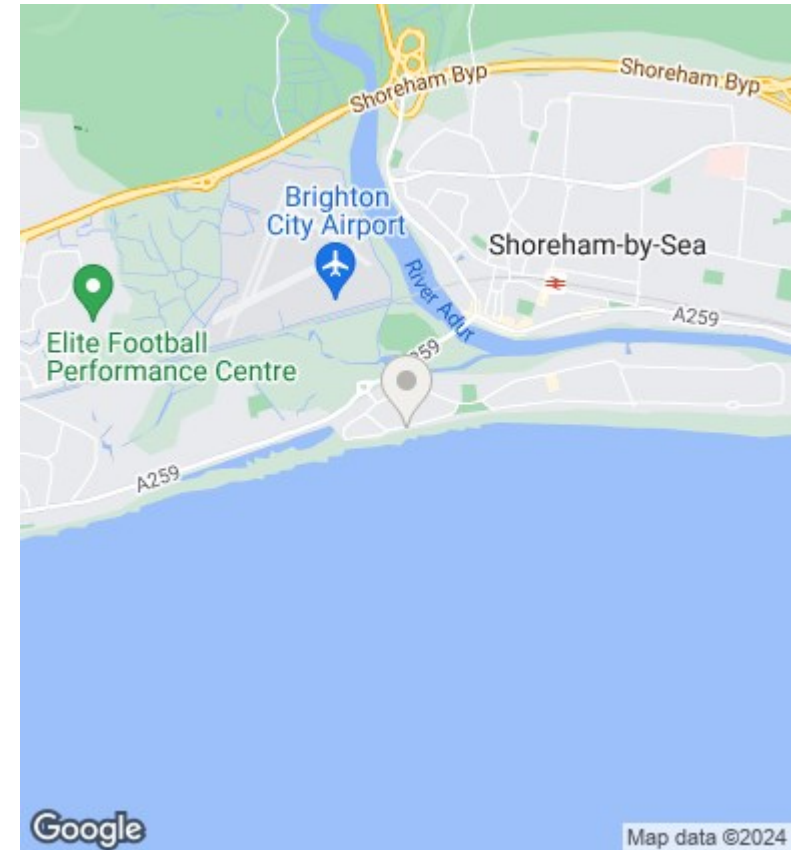 Shoreham Byp
Shoreham Byp
Brighton
City Airport
Shoreham-by-Sea
River Adur
A259
Elite Football
Performance Centre
259
A259
Google
Map data ©2024